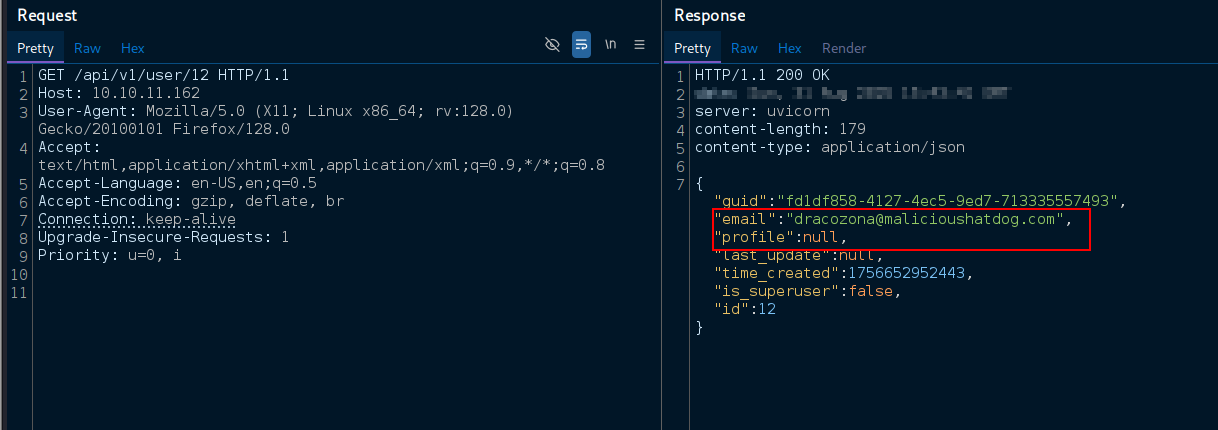 Request
Pretty Raw Hex \n
1 GET /api/v1/user/12 HTTP/1.1
2 Host: 10.10.11.162
3 User-Agent: Mozilla/5.0 (X11; Linux x86_64; rv:128.0)
Gecko/20100101 Firefox/128.0
4 Accept:
text/html,application/xhtml+xml,application/xml;q=0.9,*/*;q=0.8
5 Accept-Language: en-US,en;q=0.5
6 Accept-Encoding: gzip, deflate, br
7 Connection: keep-alive
8 Upgrade-Insecure-Requests: 1
9 Priority: u=0, i
10
11
Response
Pretty Raw Hex Render
1 HTTP/1.1 200 OK
2
3 server: uvicorn
4 content-length: 179
5 content-type: application/json
6
7 {
"guid":"fd1df858-4127-4ec5-9ed7-713335557493",
"email":"dracozona@malicioushatdog.com",
"profile":null,
"last_update":null,
"time_created":1756652952443,
"is_superuser":false,
"id":12
}